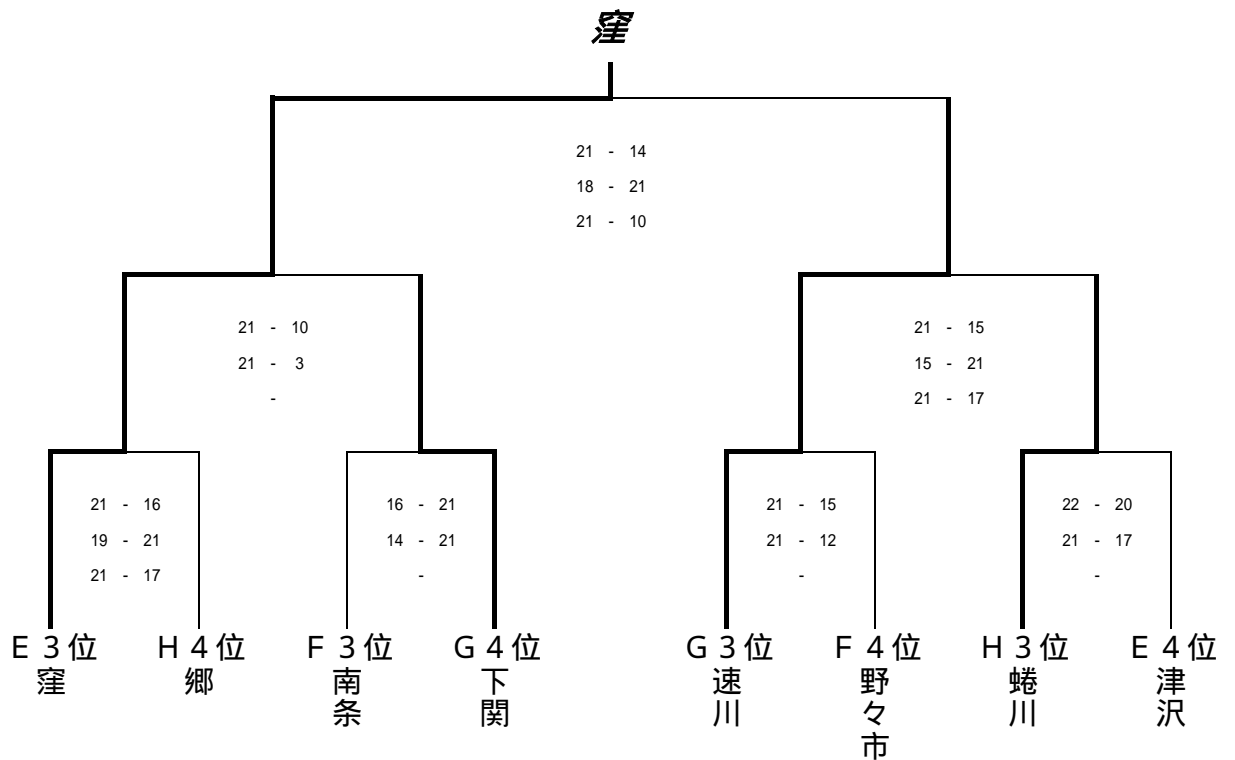 窪
21 - 14
18 - 21
21 - 10
21 - 10
21 - 3
-
21 - 15
15 - 21
21 - 17
21 - 16
19 - 21
21 - 17
16 - 21
14 - 21
-
21 - 15
21 - 12
-
22 - 20
21 - 17
-
E 3位
窪
H 4位
郷
F 3位
南条
G 4位
下関
G 3位
速川
F 4位
野々市
H 3位
蜷川
E 4位
津沢